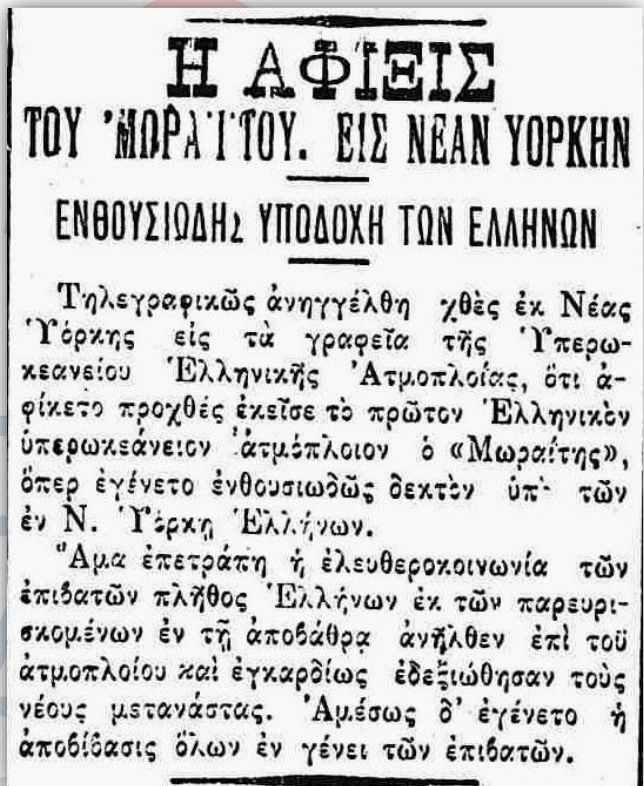 Η ΑΦΙΞΙΣ
ΤΟΥ ʼΜΩΡΑΪΤΟΥ. ΕΙΣ ΝΕΑΝ ΥΟΡΚΗΝ
ΕΝΘΟΥΣΙΩΔΗΣ ΥΠΟΔΟΧΗ ΤΩΝ ΕΛΛΗΝΩΝ
Τηλεγραφικῶς ἀνηγγέλθη χθὲς ἐκ Νέας
Ὑόρκης εἰς τὰ γραφεῖα τῆς Ὑπερω-
κεανείου Ἑλληνικῆς Ἀτμοπλοίας, ὅτι ἀ-
φίκετο προχθές ἐκεῖσε τὸ πρῶτον Ἑλληνικὸν
ὑπερωκεάνειον ἀτμόπλοιον ὁ «Μωραΐτης»,
ὅπερ ἐγένετο ἐνθουσιωδῶς δεκτὸν ὑπὸ τῶν
ἐν Ν. Ὑόρκῃ Ἑλλήνων.
Ἅμα ἐπετράπη ἡ ἐλευθεροκοινωνία τῶν
ἐπιβατῶν πλῆθος Ἑλλήνων ἐκ τῶν παρευρι-
σκομένων ἐν τῇ ἀποβάθρᾳ ἀνῆλθεν ἐπὶ τοῦ
ἀτμοπλοίου καὶ ἐγκαρδίως ἐδεξιώθησαν τοὺς
νέους μετανάστας. Ἀμέσως δ' ἐγένετο ἡ
ἀποβίβασις ὅλων ἐν γένει τῶν ἐπιβατῶν.